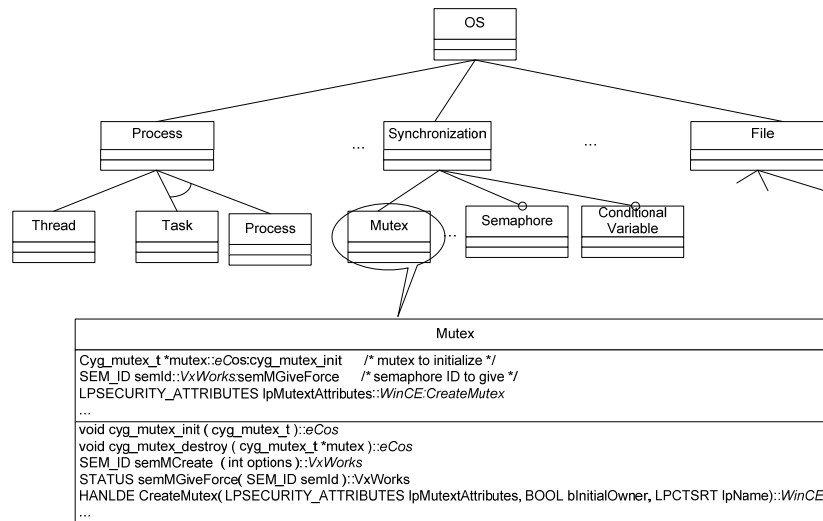 OS
Process
...
Synchronization
...
File
Thread
Task
Process
Mutex
...
Semaphore
Conditional
Variable
Mutex
Cyg_mutex_t *mutex::eCos:cyg_mutex_init /* mutex to initialize */
SEM_ID semId::VxWorks:semMGiveForce /* semaphore ID to give */
LPSECURITY_ATTRIBUTES lpMutextAttributes::WinCE:CreateMutex
...
void cyg_mutex_init ( cyg_mutex_t )::eCos
void cyg_mutex_destroy ( cyg_mutex_t *mutex )::eCos
SEM_ID semMCreate ( int options )::VxWorks
STATUS semMGiveForce( SEM_ID semId )::VxWorks
HANLDE CreateMutex( LPSECURITY_ATTRIBUTES lpMutextAttributes, BOOL bInitialOwner, LPCTSRT lpName)::WinCE
...